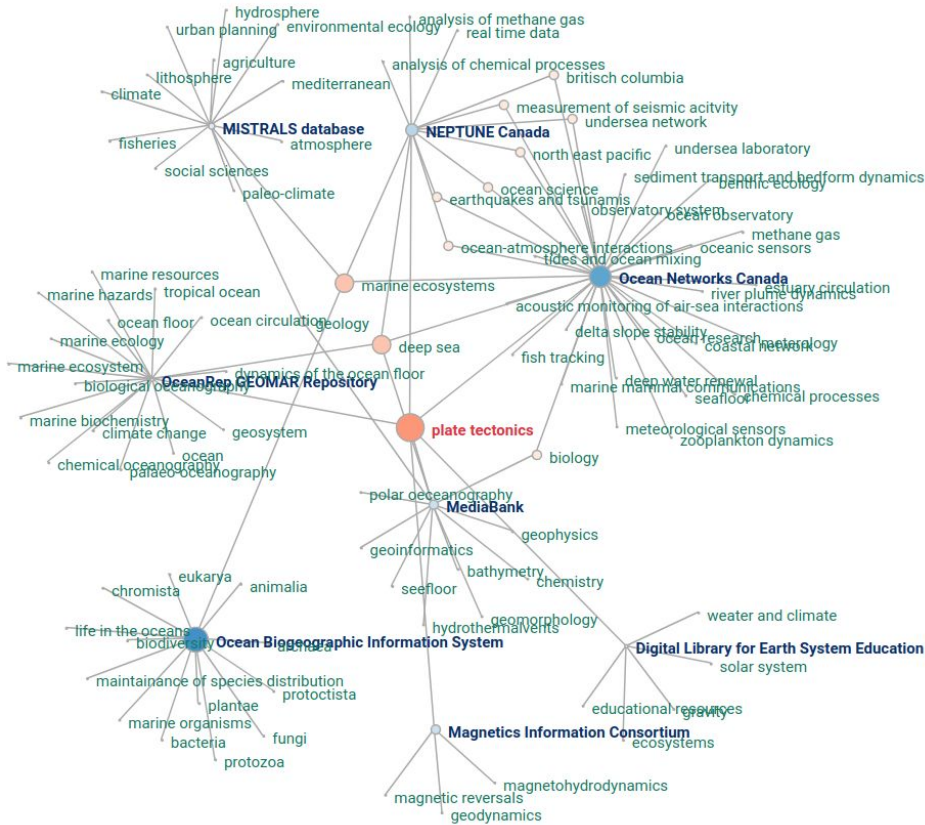 hydrosphere
analysis of methane gas
urban planning
environmental ecology
real time data
agriculture
analysis of chemical processes
lithosphere
mediterranean
britisch columbia
climate
measurement of seismic acitvity
undersea network
MISTRALS database
NEPTUNE Canada
fisheries
atmosphere
undersea laboratory
north east pacific
social sciences
sediment transport and bedform dynamics
benthic ecology
paleo-climate
ocean science
earthquakes and tsunamis
observatory system
ocean observatory
methane gas
ocean-atmosphere interactions
oceanic sensors
tides and ocean mixing
marine resources
Ocean Networks Canada
marine ecosystems
estuary circulation
marine hazards
tropical ocean
river plume dynamics
acoustic monitoring of air-sea interactions
ocean floor
ocean circulation
geology
delta slope stability
ocean research
marine ecology
deep sea
coastal network
meterology
fish tracking
marine ecosystem
dynamics of the ocean floor
OceanRep GEOMAR Repository
biological oceanography
deep water renewal
marine mammal communications
seafloor
chemical processes
marine biochemistry
climate change
geosystem
plate tectonics
meteorological sensors
zooplankton dynamics
ocean
chemical oceanography
palaeo oceanography
biology
polar oeceanography
MediaBank
geophysics
geoinformatics
bathymetry
chemistry
eukarya
animalia
chromista
seefloor
geomorphology
weater and climate
hydrothermalvents
life in the oceans
biodiversity
Ocean Biogeographic Information System
archaea
Digital Library for Earth System Education
solar system
maintainance of species distribution
protoctista
plantae
educational resources
gravity
marine organisms
bacteria
fungi
Magnetics Information Consortium
ecosystems
protozoa
magnetohydrodynamics
magnetic reversals
geodynamics